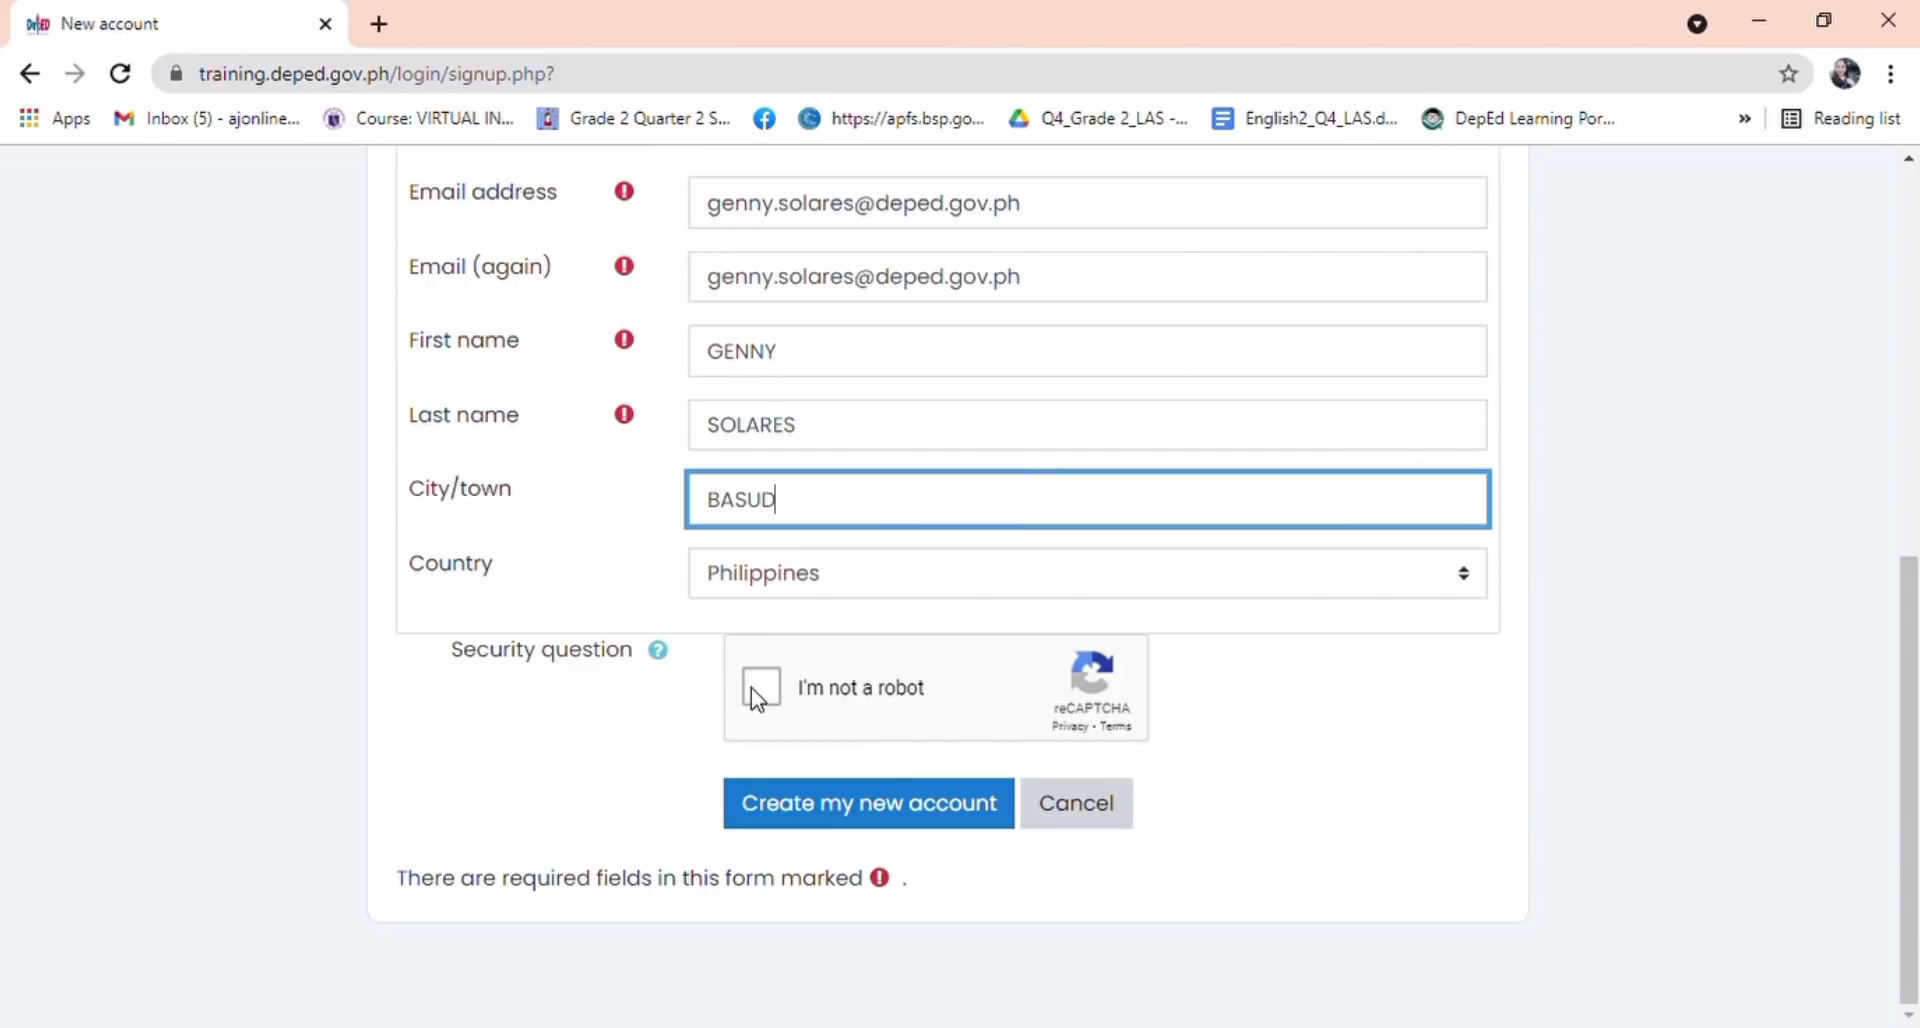 DepED New account
training.deped.gov.ph/login/signup.php?
Apps Inbox (5) - ajonline... Course: VIRTUAL IN... Grade 2 Quarter 2 S... https://apfs.bsp.go... Q4_Grade 2_LAS -... English2_Q4_LAS.d... DepEd Learning Por... » Reading list
Email address genny.solares@deped.gov.ph
Email (again) genny.solares@deped.gov.ph
First name GENNY
Last name SOLARES
City/town BASUD
Country Philippines
Security question I'm not a robot
reCAPTCHA
Privacy - Terms
Create my new account Cancel
There are required fields in this form marked .